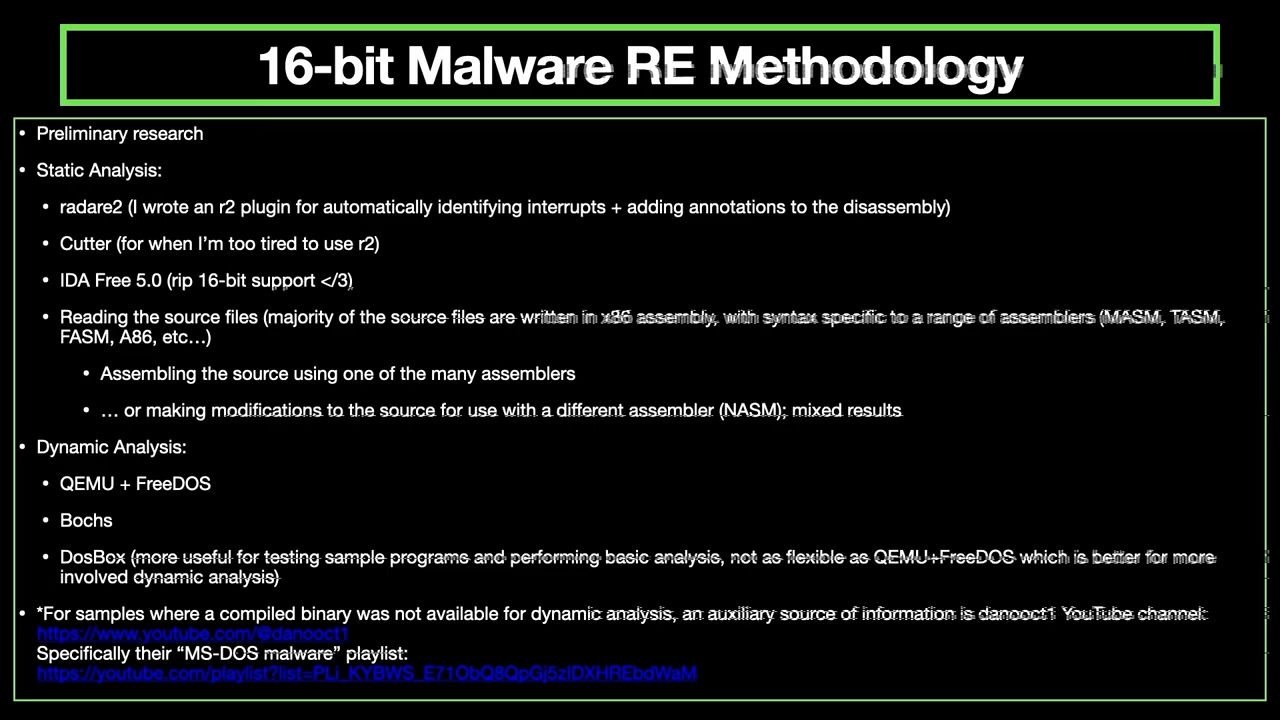 16-bit Malware RE Methodology
• Preliminary research
• Static Analysis:
• radare2 (I wrote an r2 plugin for automatically identifying interrupts + adding annotations to the disassembly)
• Cutter (for when I’m too tired to use r2)
• IDA Free 5.0 (rip 16-bit support </3)
• Reading the source files (majority of the source files are written in x86 assembly, with syntax specific to a range of assemblers (MASM, TASM,
FASM, A86, etc…)
• Assembling the source using one of the many assemblers
• … or making modifications to the source for use with a different assembler (NASM); mixed results
• Dynamic Analysis:
• QEMU + FreeDOS
• Bochs
• DosBox (more useful for testing sample programs and performing basic analysis, not as flexible as QEMU+FreeDOS which is better for more
involved dynamic analysis)
• *For samples where a compiled binary was not available for dynamic analysis, an auxiliary source of information is danooct1 YouTube channel:
https://www.youtube.com/@danooct1
Specifically their “MS-DOS malware” playlist: